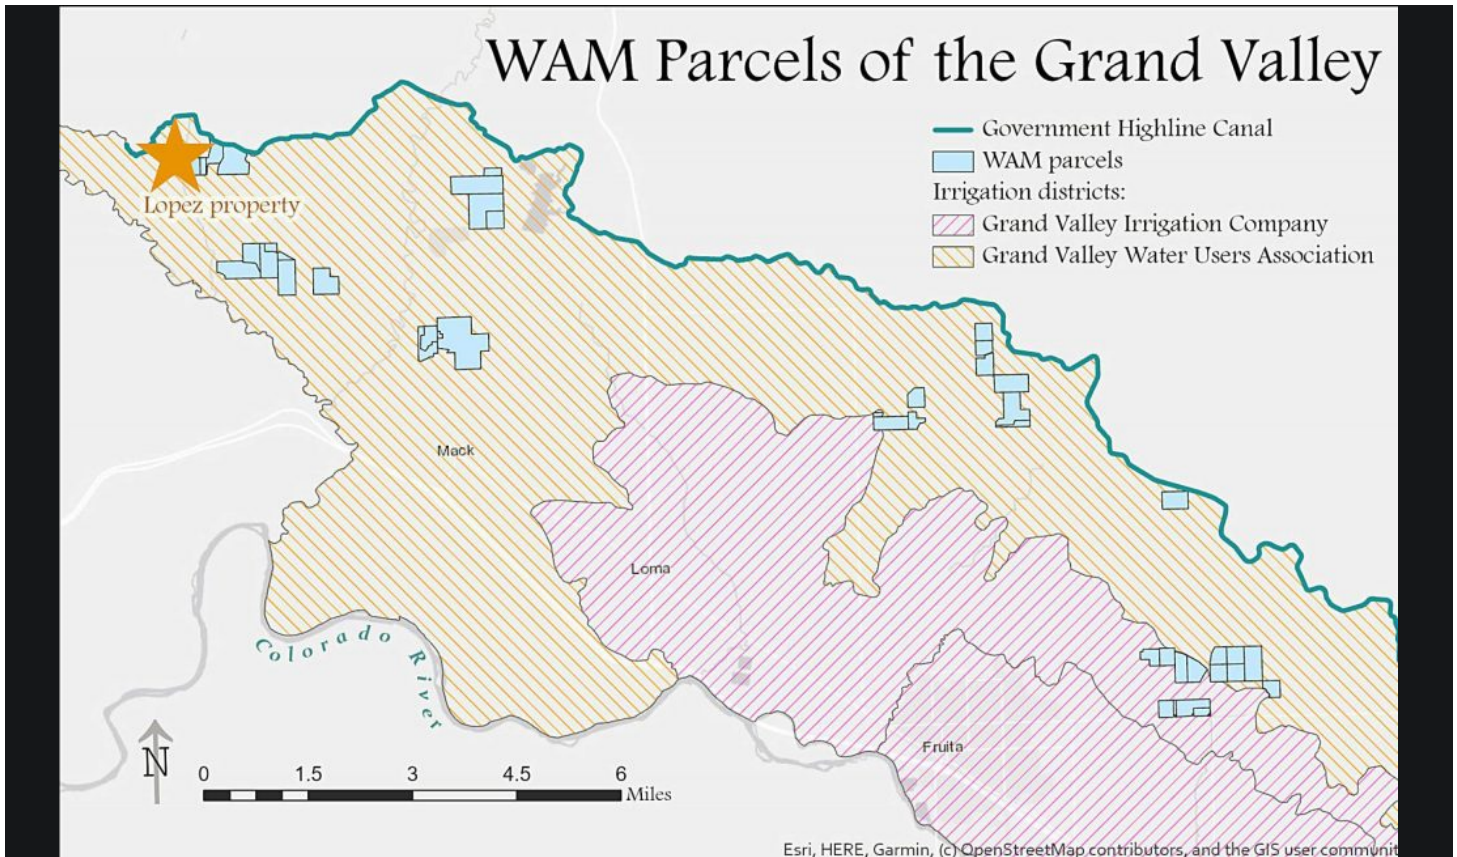 WAM Parcels of the Grand Valley
Government Highline Canal
WAM parcels
Irrigation districts:
Grand Valley Irrigation Company
Grand Valley Water Users Association
Lopez property
Mack
Loma
Colorado River
Fruita
N
0 1.5 3 4.5 6
Miles
Esri, HERE, Garmin, (c) OpenStreetMap contributors, and the GIS user communit